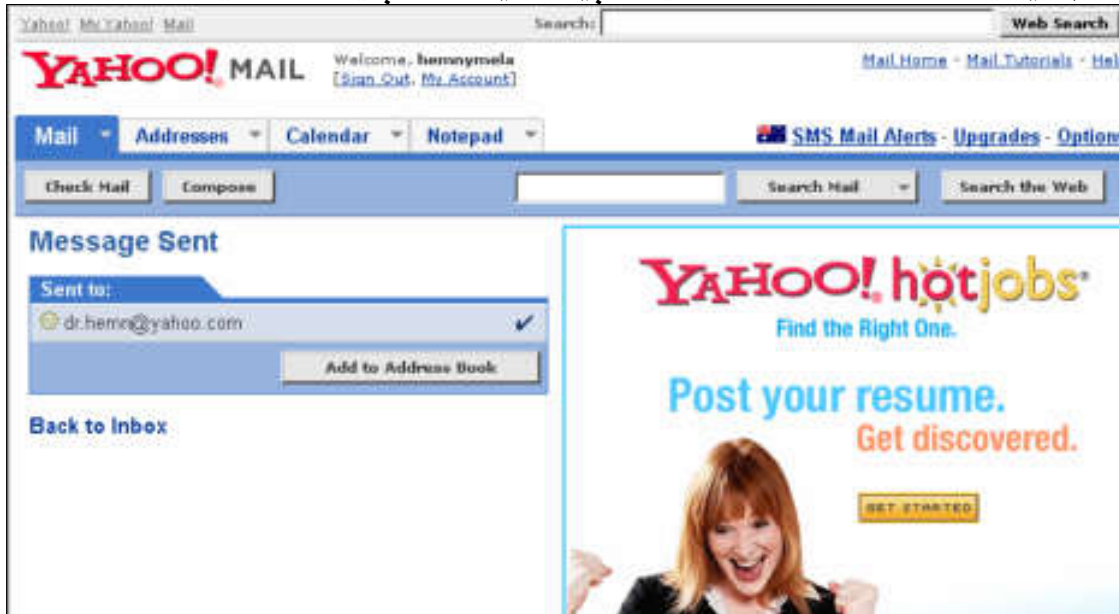 Yahoo! My Yahoo! Mail Search: Web Search
YAHOO! MAIL Welcome, hemnymela Mail Home - Mail Tutorials - Hel
[Sign Out, My Account]
Mail Addresses Calendar Notepad SMS Mail Alerts - Upgrades - Option
Check Mail Compose Search Mail Search the Web
Message Sent
Sent to:
dr.hemn@yahoo.com
Add to Address Book
Back to Inbox
YAHOO! hotjobs
Find the Right One.
Post your resume.
Get discovered.
GET STARTED